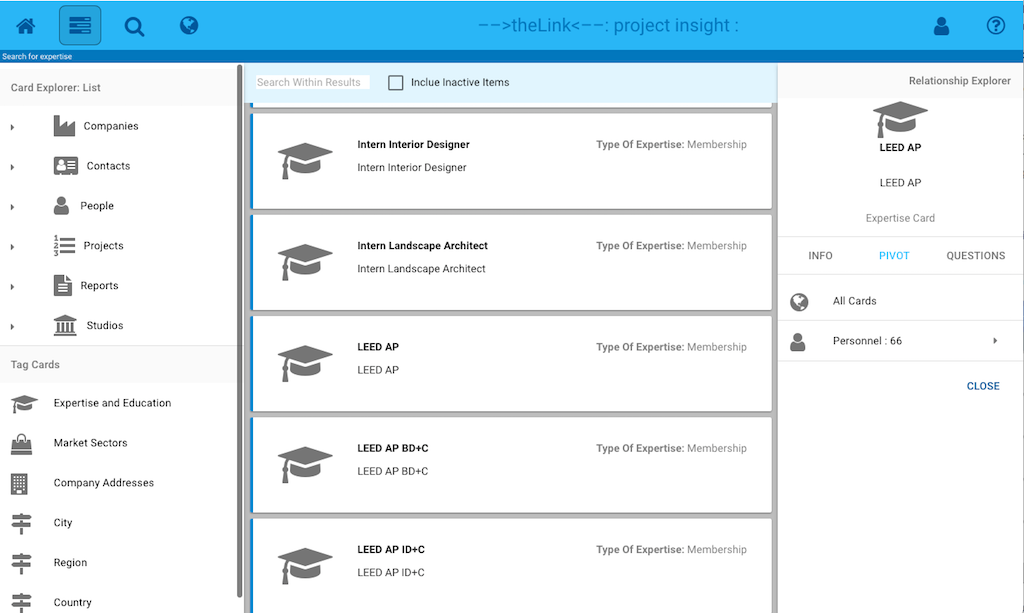 -->theLink<--: project insight :
Search for expertise
Card Explorer: List
Companies
Contacts
People
1
2
3
Projects
Reports
Studios
Tag Cards
Expertise and Education
Market Sectors
Company Addresses
City
Region
Country
Search Within Results
Inclue Inactive Items
Intern Interior Designer
Type Of Expertise: Membership
Intern Interior Designer
Intern Landscape Architect
Type Of Expertise: Membership
Intern Landscape Architect
LEED AP
Type Of Expertise: Membership
LEED AP
LEED AP BD+C
Type Of Expertise: Membership
LEED AP BD+C
LEED AP ID+C
Type Of Expertise: Membership
LEED AP ID+C
Relationship Explorer
LEED AP
LEED AP
Expertise Card
INFO PIVOT QUESTIONS
All Cards
Personnel : 66
CLOSE